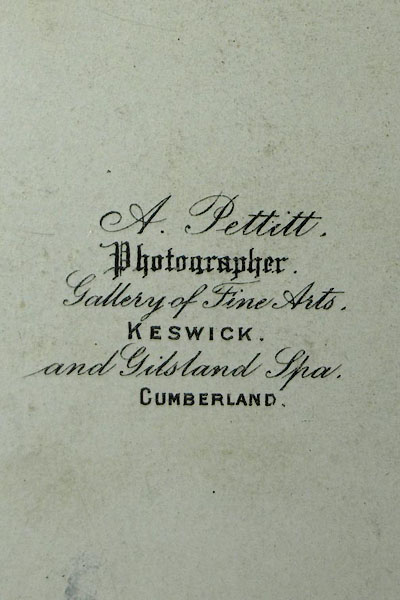 A. Pettitt.
Photographer.
Gallery of Fine Arts.
KESWICK.
and Gilsland Spa.
CUMBERLAND.